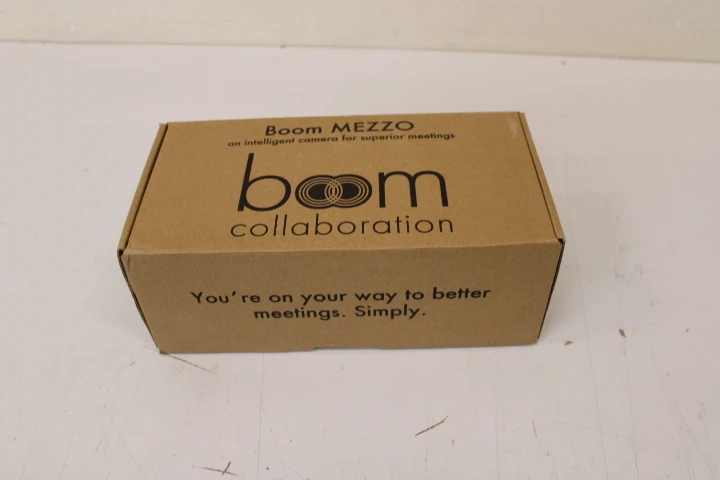 Boom MEZZO
an intelligent camera for superior meetings
boom
collaboration
You're on your way to better
meetings. Simply.